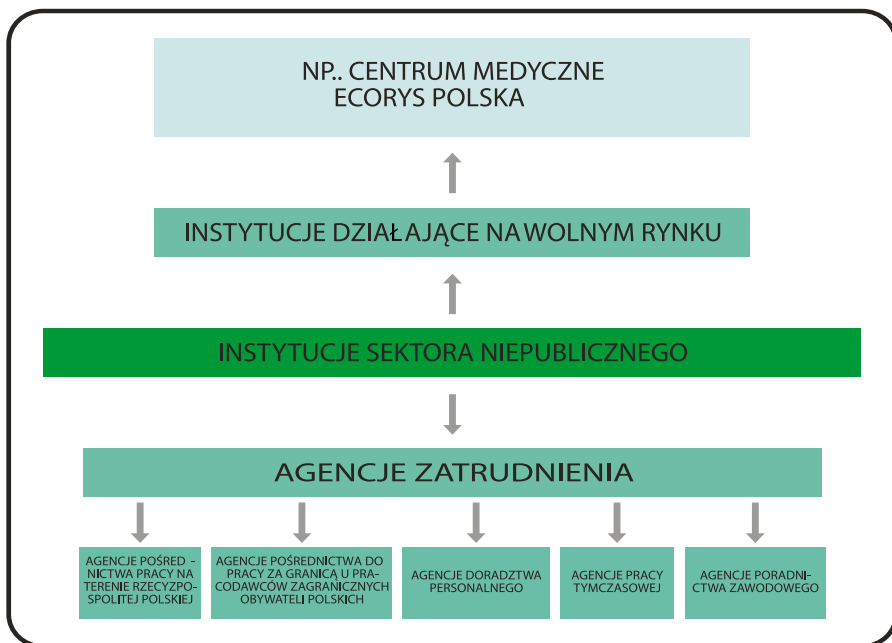 NP.. CENTRUM MEDYCZNE
ECORYS POLSKA
INSTYTUCJE DZIAŁAJĄCE NA WOLNYM RYNKU
INSTYTUCJE SEKTORA NIEPUBLICZNEGO
AGENCJE ZATRUDNIENIA
AGENCJE POŚRED -
NICTWA PRACY NA
TERENIE RZECYZPO-
SPOLITEJ POLSKIEJ
AGENCJE POŚREDNICTWA DO
PRACY ZA GRANICĄ U PRA-
CODAWCÓW ZAGRANICZNYCH
OBYWATELI POLSKICH
AGENCJE DORADZTWA
PERSONALNEGO
AGENCJE PRACY
TYMCZASOWEJ
AGENCJE PORADNI-
CTWA ZAWODOWEGO